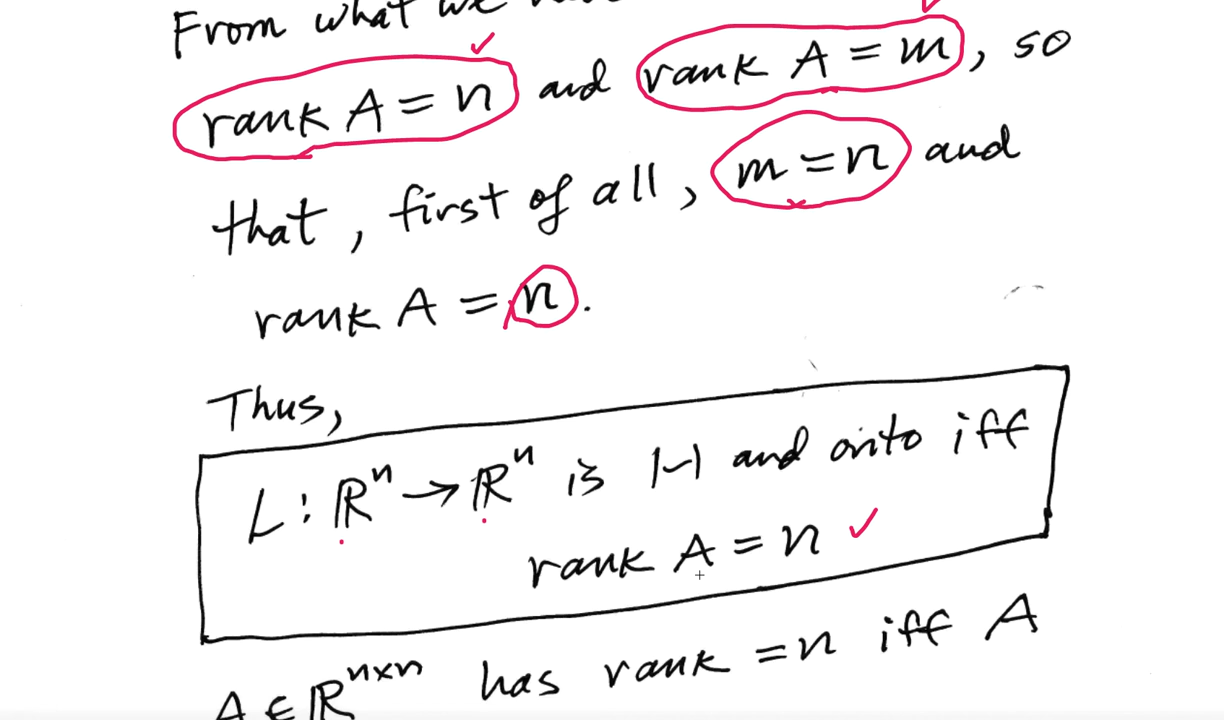 From what we
rank A = n and rank A = m, so
that, first of all, m = n and
rank A = n.
Thus,
L: ℝⁿ → ℝⁿ is 1-1 and onto iff
rank A = n
A ∈ ℝⁿˣⁿ has rank = n iff A